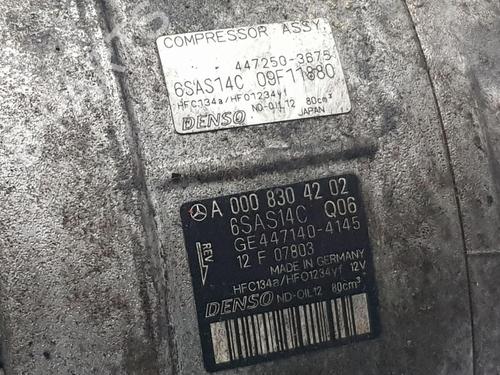 COMPRESSOR ASSY
447250-3675
6SAS14C 09F11880
HFC134a/HFO1234yf ND-OIL12 80cm³
DENSO JAPAN
A 000 830 42 02
6SAS14C Q06
GE447140-4145
REV 12 F 07803
MADE IN GERMANY 12V
HFC134a/HFO1234yf
DENSO ND-OIL12 80cm³